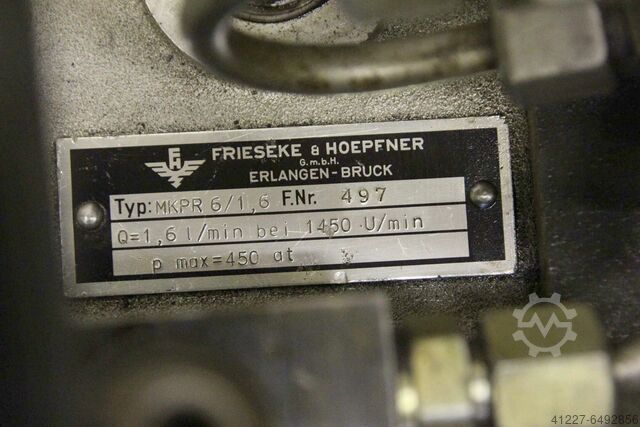 FRIESEKE & HOEPFNER
G.m.b.H.
ERLANGEN-BRUCK
Typ: MKPR 6/1,6 F.Nr. 497
Q=1,6 l/min bei 1450 U/min
p max=450 at
41227-6492856